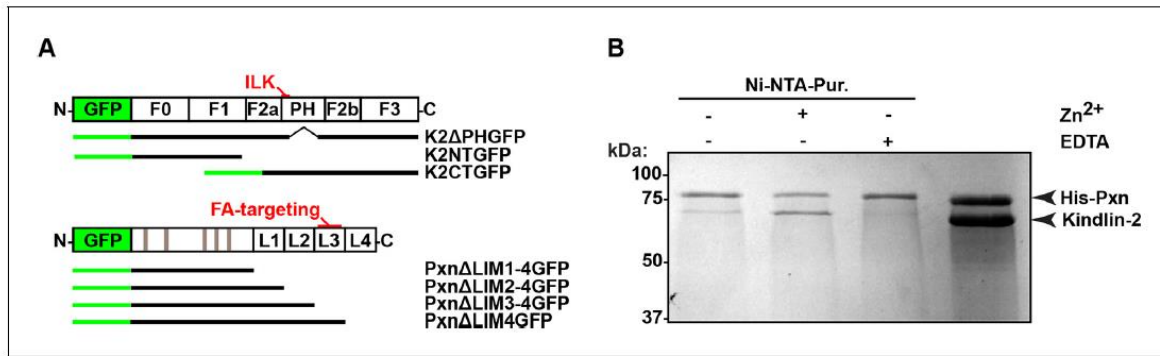 A
ILK
N- GFP F0 F1 F2a PH F2b F3 -C
K2ΔPHGFP
K2NTGFP
K2CTGFP
FA-targeting
N- GFP L1 L2 L3 L4 -C
PxnΔLIM1-4GFP
PxnΔLIM2-4GFP
PxnΔLIM3-4GFP
PxnΔLIM4GFP
B
Ni-NTA-Pur.
- + - Zn2+
- - + EDTA
kDa:
100-
75- His-Pxn
Kindlin-2
50-
37-